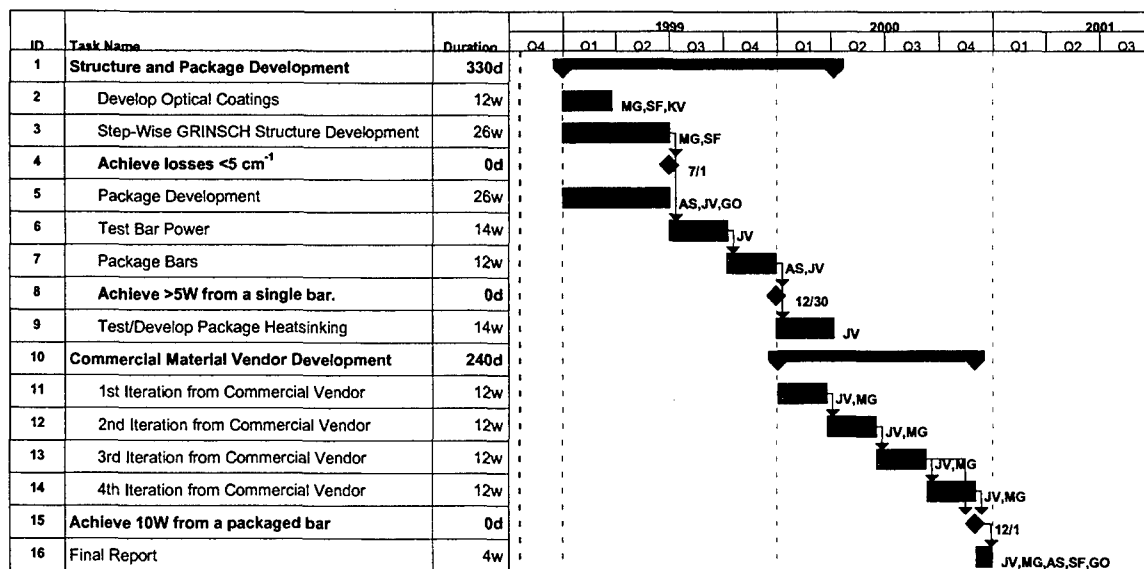 1999 2000 2001
ID Task Name Duration Q4 Q1 Q2 Q3 Q4 Q1 Q2 Q3 Q4 Q1 Q2 Q3
1 Structure and Package Development 330d
2 Develop Optical Coatings 12w MG,SF,KV
3 Step-Wise GRINSCH Structure Development 26w MG,SF
4 Achieve losses <5 cm⁻¹ 0d 7/1
5 Package Development 26w AS,JV,GO
6 Test Bar Power 14w JV
7 Package Bars 12w AS,JV
8 Achieve >5W from a single bar. 0d 12/30
9 Test/Develop Package Heatsinking 14w JV
10 Commercial Material Vendor Development 240d
11 1st Iteration from Commercial Vendor 12w JV,MG
12 2nd Iteration from Commercial Vendor 12w JV,MG
13 3rd Iteration from Commercial Vendor 12w JV,MG
14 4th Iteration from Commercial Vendor 12w JV,MG
15 Achieve 10W from a packaged bar 0d 12/1
16 Final Report 4w JV,MG,AS,SF,GO